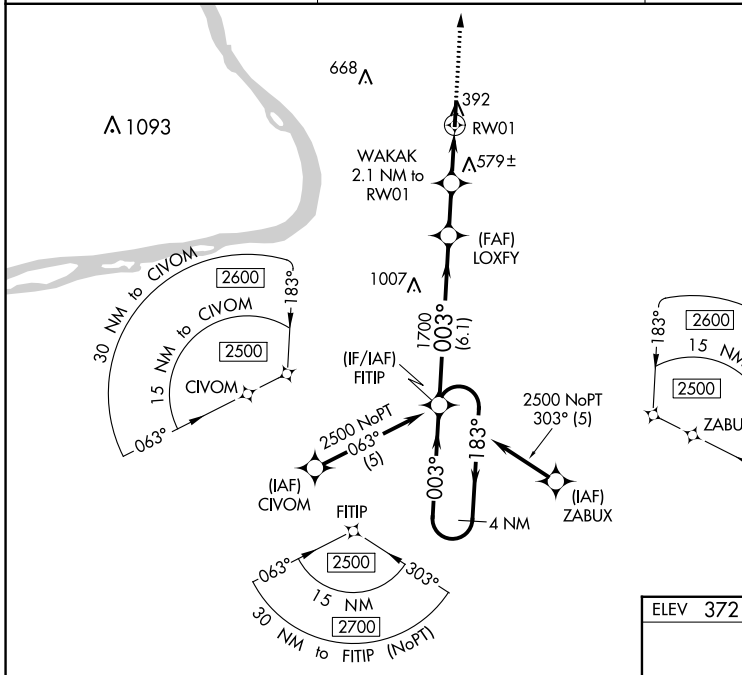 668
392
1093
RW01
WAKAK
2.1 NM to
RW01
579±
(FAF)
LOXFY
30 NM to CIVOM
2600
183°
15 NM to CIVOM
2500
CIVOM
063°
1007
1700
003°
(6.1)
(IF/IAF)
FITIP
183°
2600
15 NM
2500
ZABU
2500 NoPT
063°
(5)
2500 NoPT
303° (5)
183°
003°
(IAF)
CIVOM
(IAF)
ZABUX
4 NM
FITIP
063°
2500
303°
15 NM
2700
30 NM to FITIP (NoPT)
ELEV 372